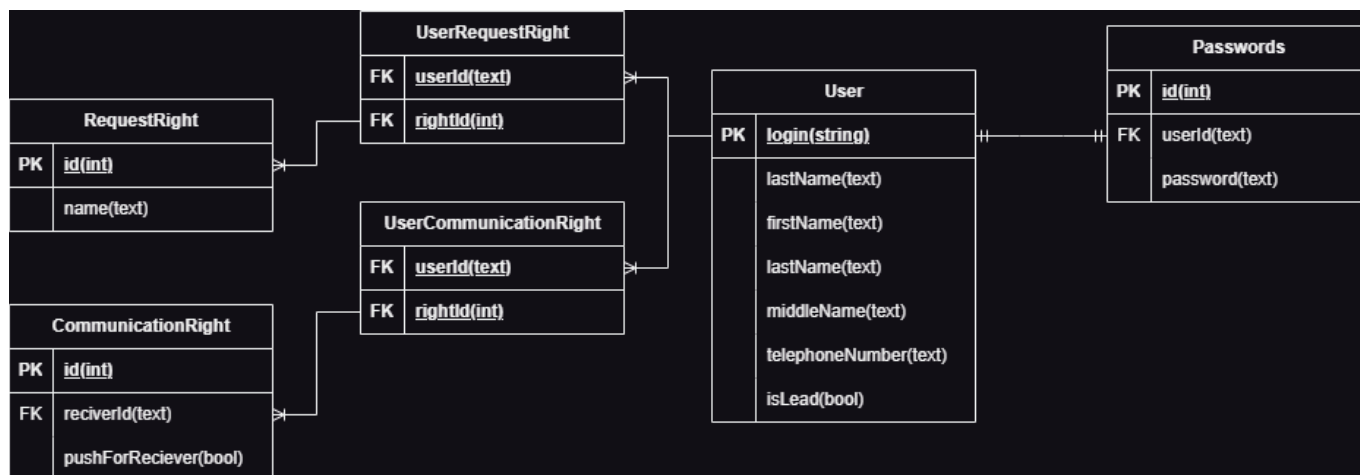 UserRequestRight
FK userId(text)
FK rightId(int)
RequestRight
PK id(int)
name(text)
UserCommunicationRight
FK userId(text)
FK rightId(int)
CommunicationRight
PK id(int)
FK reciverId(text)
pushForReciever(bool)
User
PK login(string)
lastName(text)
firstName(text)
lastName(text)
middleName(text)
telephoneNumber(text)
isLead(bool)
Passwords
PK id(int)
FK userId(text)
password(text)